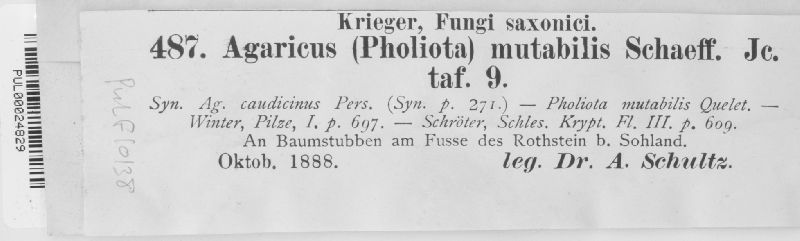 Krieger, Fungi saxonici.
487. Agaricus (Pholiota) mutabilis Schaeff. Jc.
taf. 9.
Syn. Ag. caudicinus Pers. (Syn. p. 271.) — Pholiota mutabilis Quelet. —
Winter, Pilze, I, p. 697. — Schröter, Schles. Krypt. Fl. III. p. 609.
An Baumstubben am Fusse des Rothstein b. Sohland.
Oktob. 1888. leg. Dr. A. Schultz.
PUL00024829